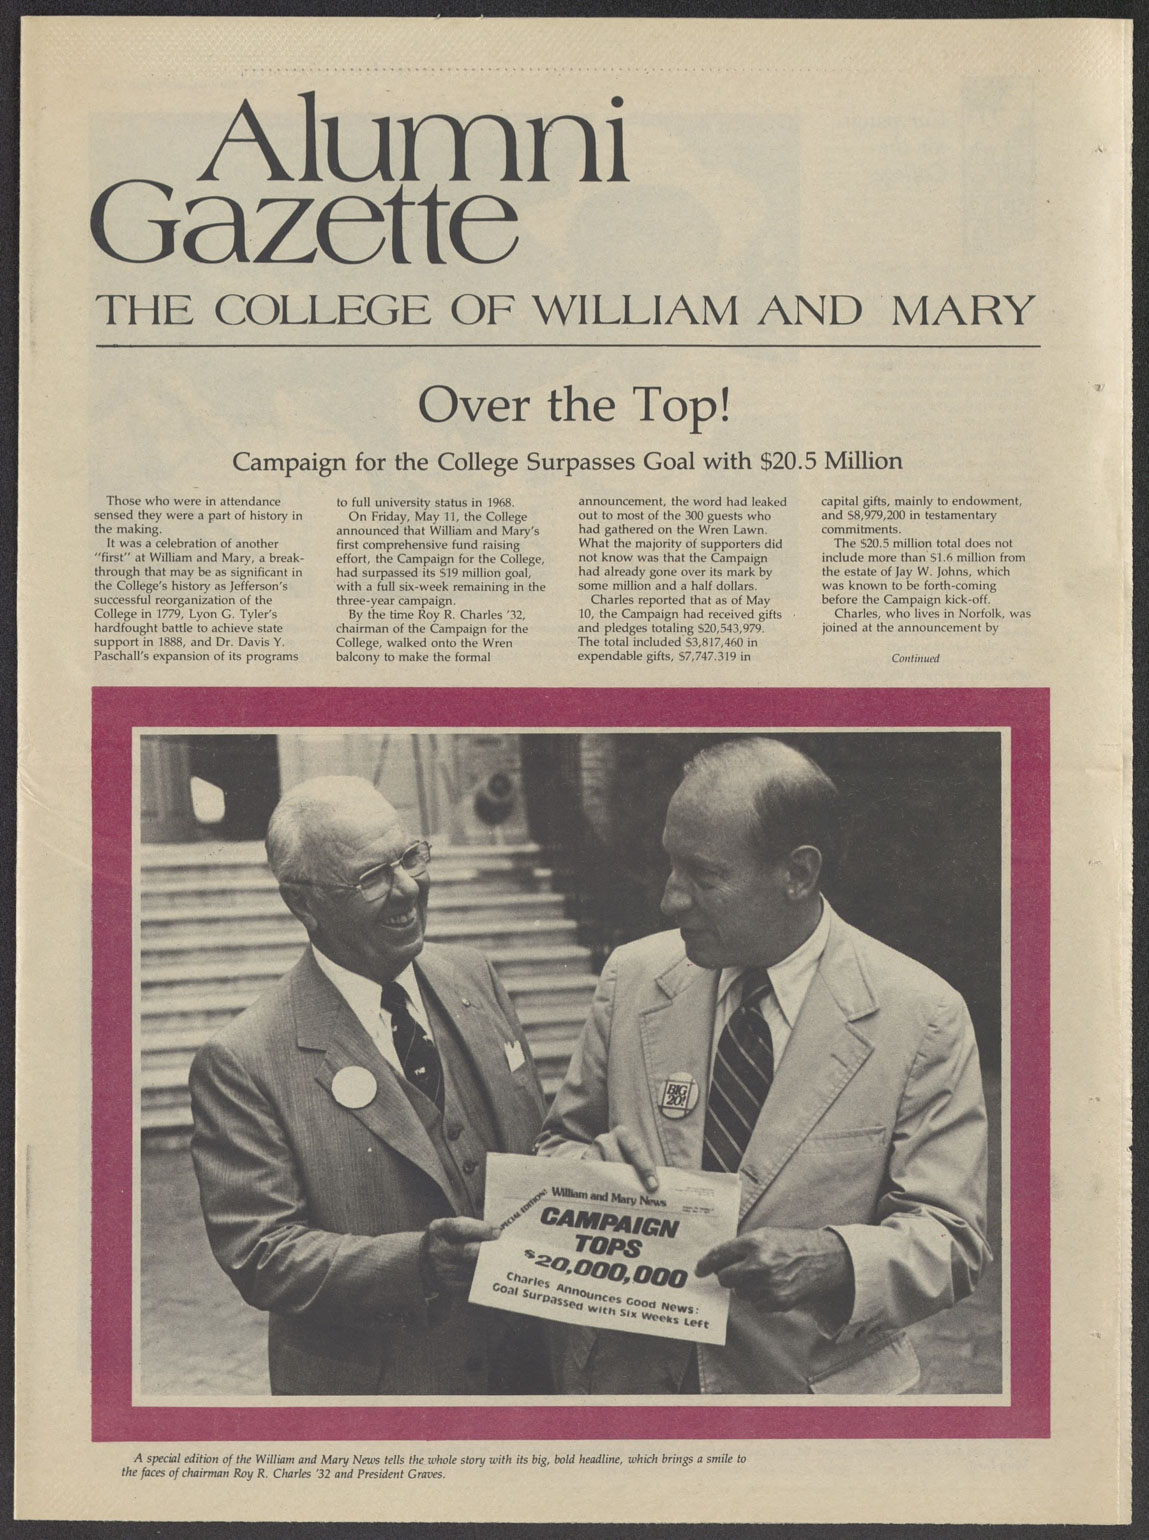 Alumni
Gazette
THE COLLEGE OF WILLIAM AND MARY
Over the Top!
Campaign for the College Surpasses Goal with $20.5 Million
Those who were in attendance
sensed they were a part of history in
the making.
It was a celebration of another
"first" at William and Mary, a break-
through that may be as significant in
the College's history as Jefferson's
successful reorganization of the
College in 1779, Lyon G. Tyler's
hardfought battle to achieve state
support in 1888, and Dr. Davis Y.
Paschall's expansion of its programs
to full university status in 1968.
On Friday, May 11, the College
announced that William and Mary's
first comprehensive fund raising
effort, the Campaign for the College,
had surpassed its $19 million goal,
with a full six-week remaining in the
three-year campaign.
By the time Roy R. Charles '32,
chairman of the Campaign for the
College, walked onto the Wren
balcony to make the formal
announcement, the word had leaked
out to most of the 300 guests who
had gathered on the Wren Lawn.
What the majority of supporters did
not know was that the Campaign
had already gone over its mark by
some million and a half dollars.
Charles reported that as of May
10, the Campaign had received gifts
and pledges totaling $20,543,979.
The total included $3,817,460 in
expendable gifts, $7,747.319 in
capital gifts, mainly to endowment,
and $8,979,200 in testamentary
commitments.
The $20.5 million total does not
include more than $1.6 million from
the estate of Jay W. Johns, which
was known to be forth-coming
before the Campaign kick-off.
Charles, who lives in Norfolk, was
joined at the announcement by
Continued
BIG
20!
SPECIAL EDITION!
William and Mary News
CAMPAIGN
TOPS
$20,000,000
Charles Announces Good News:
Goal Surpassed with Six Weeks Left
A special edition of the William and Mary News tells the whole story with its big, bold headline, which brings a smile to
the faces of chairman Roy R. Charles '32 and President Graves.